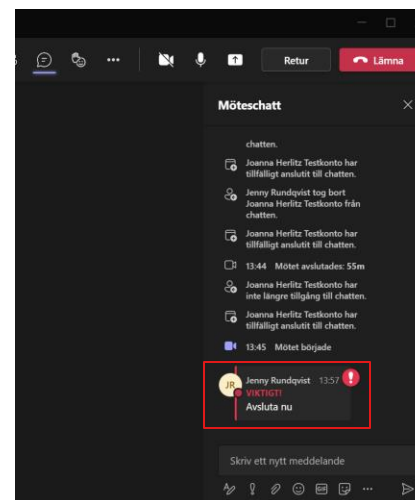 Retur
Lämna
Möteschatt
chatten.
Joanna Herlitz Testkonto har
tillfälligt anslutit till chatten.
Jenny Rundqvist tog bort
Joanna Herlitz Testkonto från
chatten.
Joanna Herlitz Testkonto har
tillfälligt anslutit till chatten.
13:44 Mötet avslutades: 55m
Joanna Herlitz Testkonto har
inte längre tillgång till chatten.
Joanna Herlitz Testkonto har
tillfälligt anslutit till chatten.
13:45 Mötet började
JR
Jenny Rundqvist 13:57
VIKTIGT!
Avsluta nu
Skriv ett nytt meddelande
GIF